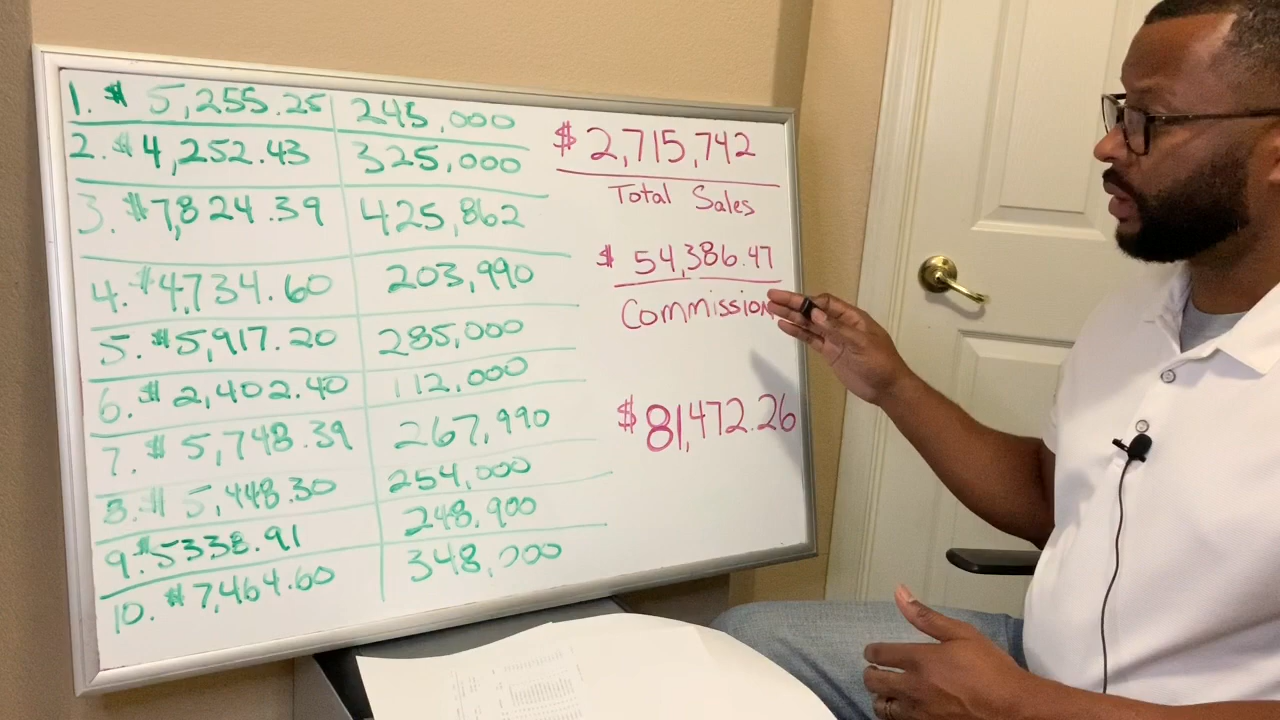 1. $ 5,255.25 245,000
2. $4,252.43 325,000
3. $7,824.39 425,862
4. $4,734.60 203,990
5. $5,917.20 285,000
6. $2,402.40 112,000
7. $ 5,748.39 267,990
8. $ 5,448.30 254,000
9. $5338.91 248,900
10. $7,464.60 348,000
$ 2,715,742
Total Sales
$ 54,386.47
Commission
$ 81,472.26